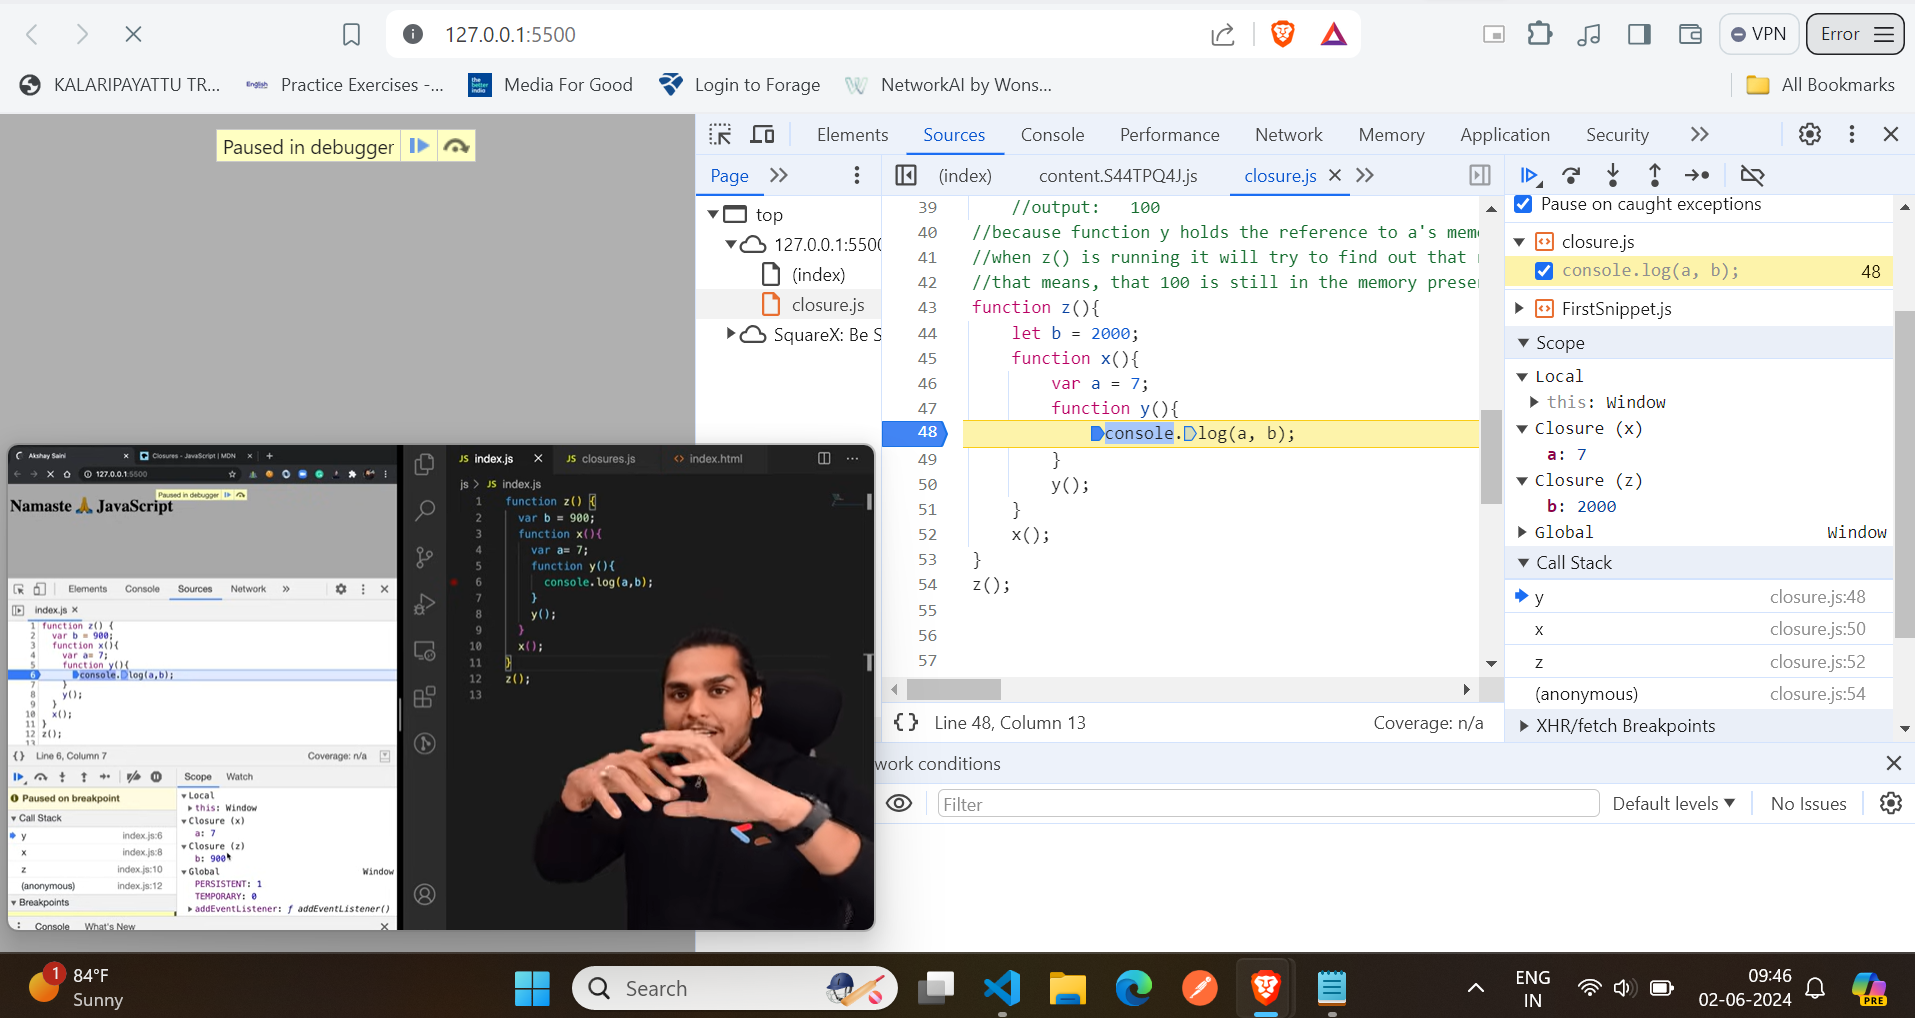 127.0.0.1:5500
VPN
Error
KALARIPAYATTU TR...
English
Practice Exercises -...
the better india
Media For Good
Login to Forage
NetworkAI by Wons...
All Bookmarks
Paused in debugger
Elements
Sources
Console
Performance
Network
Memory
Application
Security
Page
(index)
content.S44TPQ4J.js
closure.js
top
127.0.0.1:5500
(index)
closure.js
SquareX: Be S
39 //output: 100
40 //because function y holds the reference to a's mem
41 //when z() is running it will try to find out that
42 //that means, that 100 is still in the memory prese
43 function z(){
44 let b = 2000;
45 function x(){
46 var a = 7;
47 function y(){
48 console.log(a, b);
49 }
50 y();
51 }
52 x();
53 }
54 z();
55
56
57
{} Line 48, Column 13
Coverage: n/a
Pause on caught exceptions
closure.js
console.log(a, b); 48
FirstSnippet.js
Scope
Local
this: Window
Closure (x)
a: 7
Closure (z)
b: 2000
Global Window
Call Stack
y closure.js:48
x closure.js:50
z closure.js:52
(anonymous) closure.js:54
XHR/fetch Breakpoints
work conditions
Filter
Default levels
No Issues
Akshay Saini
Closures - JavaScript | MDN
127.0.0.1:5500
Paused in debugger
Namaste 🙏 JavaScript
Elements
Console
Sources
Network
index.js
1 function z() {
2 var b = 900;
3 function x(){
4 var a= 7;
5 function y(){
6 console.log(a,b);
7 }
8 y();
9 }
10 x();
11 }
12 z();
13
{} Line 6, Column 7
Coverage: n/a
Scope
Watch
Paused on breakpoint
Call Stack
y index.js:6
x index.js:8
z index.js:10
(anonymous) index.js:12
Breakpoints
Local
this: Window
Closure (x)
a: 7
Closure (z)
b: 900
Global Window
PERSISTENT: 1
TEMPORARY: 0
addEventListener: ƒ addEventListener()
Console
What's New
JS index.js
JS closures.js
index.html
js > JS index.js
1 function z() {
2 var b = 900;
3 function x(){
4 var a= 7;
5 function y(){
6 console.log(a,b);
7 }
8 y();
9 }
10 x();
11 }
12 z();
13
1
84°F
Sunny
Search
ENG
IN
09:46
02-06-2024
PRE